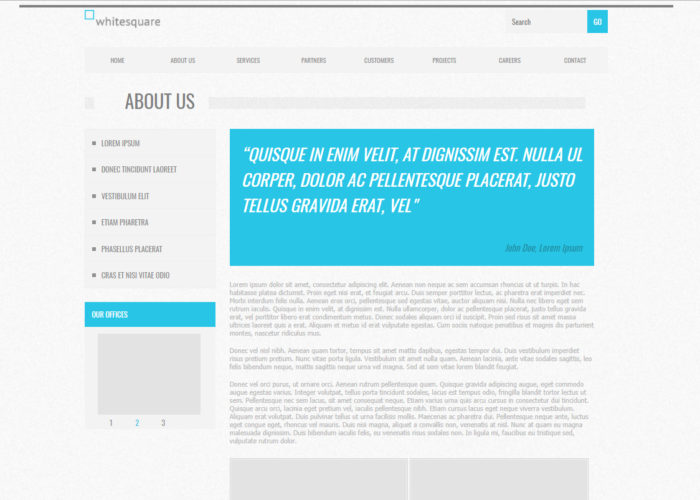 whitesquare
Search GO
HOME ABOUT US SERVICES PARTNERS CUSTOMERS PROJECTS CAREERS CONTACT
ABOUT US
LOREM IPSUM
DONEC TINCIDUNT LAOREET
VESTIBULUM ELIT
ETIAM PHARETRA
PHASELLUS PLACERAT
CRAS ET NISI VITAE ODIO
OUR OFFICES
1 2 3
“QUISQUE IN ENIM VELIT, AT DIGNISSIM EST. NULLA UL
CORPER, DOLOR AC PELLENTESQUE PLACERAT, JUSTO
TELLUS GRAVIDA ERAT, VEL"
John Doe, Lorem Ipsum
Lorem ipsum dolor sit amet, consectetur adipiscing elit. Aenean non neque ac sem accumsan rhoncus ut ut turpis. In hac
habitasse platea dictumst. Proin eget nisi erat, et feugiat arcu. Duis semper porttitor lectus, ac pharetra erat imperdiet nec.
Morbi interdum felis nulla. Aenean eros orci, pellentesque sed egestas vitae, auctor aliquam nisi. Nulla nec libero eget sem
rutrum iaculis. Quisque in enim velit, at dignissim est. Nulla ullamcorper, dolor ac pellentesque placerat, justo tellus gravida
erat, vel porttitor libero erat condimentum metus. Donec sodales aliquam orci id suscipit. Proin sed risus sit amet massa
ultrices laoreet quis a erat. Aliquam et metus id erat vulputate egestas. Cum sociis natoque penatibus et magnis dis parturient
montes, nascetur ridiculus mus.
Donec vel nisl nibh. Aenean quam tortor, tempus sit amet mattis dapibus, egestas tempor dui. Duis vestibulum imperdiet
risus pretium pretium. Nunc vitae porta ligula. Vestibulum sit amet nulla quam. Aenean lacinia, ante vitae sodales sagittis, leo
felis bibendum neque, mattis sagittis neque urna vel magna. Sed at sem vitae lorem blandit feugiat.
Donec vel orci purus, ut ornare orci. Aenean rutrum pellentesque quam. Quisque gravida adipiscing augue, eget commodo
augue egestas varius. Integer volutpat, tellus porta tincidunt sodales, lacus est tempus odio, fringilla blandit tortor lectus ut
sem. Pellentesque nec sem lacus, sit amet consequat neque. Etiam varius urna quis arcu cursus in consectetur dui tincidunt.
Quisque arcu orci, lacinia eget pretium vel, iaculis pellentesque nibh. Etiam cursus lacus eget neque viverra vestibulum.
Aliquam erat volutpat. Duis pulvinar tellus ut urna facilisis mollis. Maecenas ac pharetra dui. Pellentesque neque ante, luctus
eget congue eget, rhoncus vel mauris. Duis nisi magna, aliquet a convallis non, venenatis at nisl. Nunc at quam eu magna
malesuada dignissim. Duis bibendum iaculis felis, eu venenatis risus sodales non. In ligula mi, faucibus eu tristique sed,
vulputate rutrum dolor.